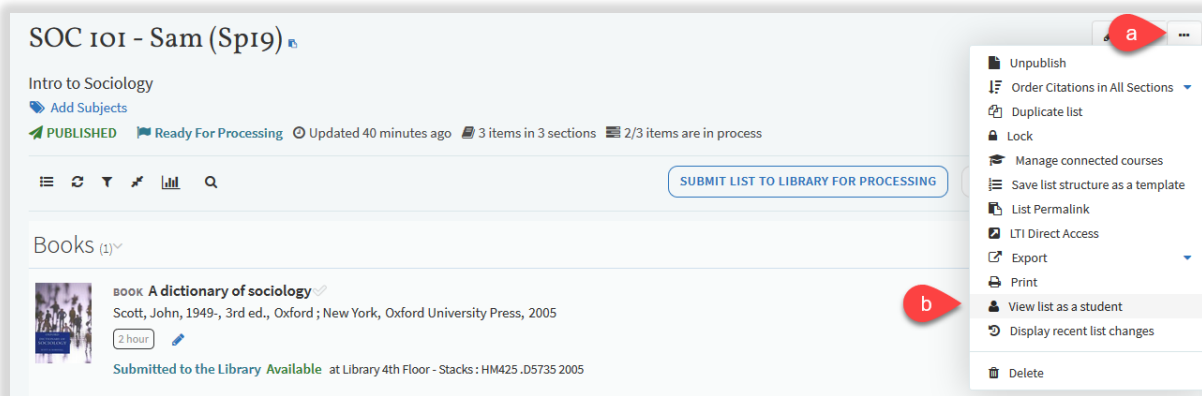 SOC 101 - Sam (Sp19)
a
Intro to Sociology
Add Subjects
PUBLISHED Ready For Processing Updated 40 minutes ago 3 items in 3 sections 2/3 items are in process
SUBMIT LIST TO LIBRARY FOR PROCESSING
Books (1)
BOOK A dictionary of sociology
Scott, John, 1949-, 3rd ed., Oxford ; New York, Oxford University Press, 2005
2 hour
Submitted to the Library Available at Library 4th Floor - Stacks : HM425 .D5735 2005
Unpublish
Order Citations in All Sections
Duplicate list
Lock
Manage connected courses
Save list structure as a template
List Permalink
LTI Direct Access
Export
Print
b
View list as a student
Display recent list changes
Delete